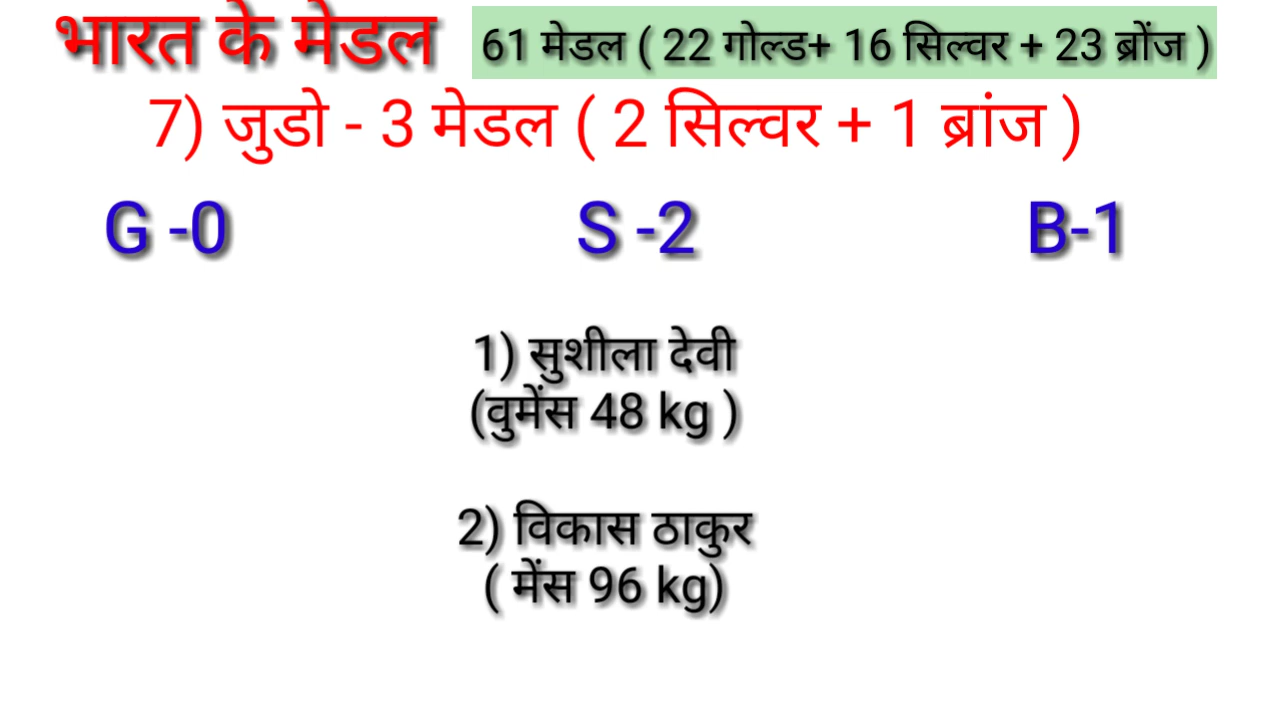 भारत के मेडल 61 मेडल ( 22 गोल्ड+ 16 सिल्वर + 23 ब्रोंज )
7) जुडो - 3 मेडल ( 2 सिल्वर + 1 ब्रांज )
G -0 S -2 B-1
1) सुशीला देवी
(वुमेंस 48 kg )
2) विकास ठाकुर
( मेंस 96 kg)